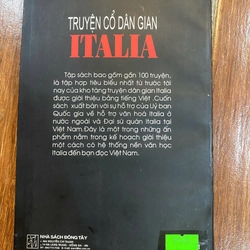 TRUYỆN CỔ DÂN GIAN
ITALIA
Tập sách bao gồm gần 100 truyện,
là tập hợp tiêu biểu nhất từ trước tới
nay của kho tàng truyện dân gian Italia
được giới thiệu bằng tiếng Việt. Cuốn
sách xuất bản với sự hỗ trợ của Uỷ ban
Quốc gia về hỗ trợ văn hoá Italia ở
nước ngoài và Đại sứ quán Italia tại
Việt Nam.Đây là một trong những ấn
phẩm nằm trong kế hoạch giới thiệu
một cách có hệ thống nền văn học
Italia đến bạn đọc Việt Nam.
NHÀ SÁCH ĐÔNG TÂY